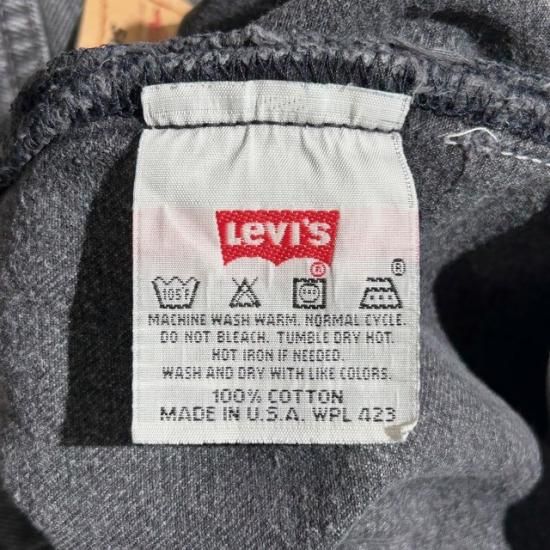 LEVI'S
®
®
105°F
MACHINE WASH WARM. NORMAL CYCLE.
DO NOT BLEACH. TUMBLE DRY HOT.
HOT IRON IF NEEDED.
WASH AND DRY WITH LIKE COLORS.
100% COTTON
MADE IN U.S.A. WPL 423